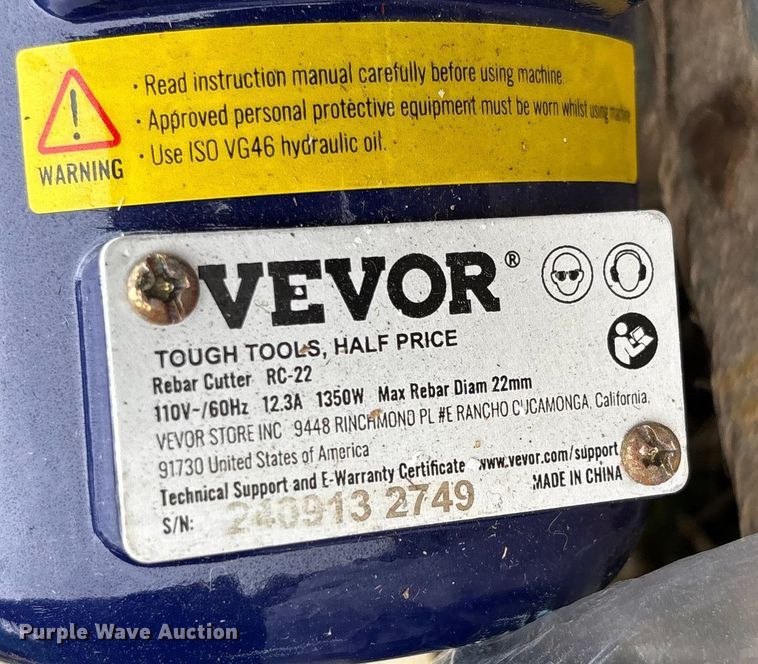 · Read instruction manual carefully before using machine.
· Approved personal protective equipment must be worn whilst using machine
· Use ISO VG46 hydraulic oil.
WARNING
VEVOR®
TOUGH TOOLS, HALF PRICE
Rebar Cutter RC-22
110V~/60Hz 12.3A 1350W Max Rebar Diam 22mm
VEVOR STORE INC 9448 RINCHMOND PL #E RANCHO CUCAMONGA, California,
91730 United States of America
Technical Support and E-Warranty Certificate www.vevor.com/support
MADE IN CHINA
S/N: 240913 2749
Purple Wave Auction